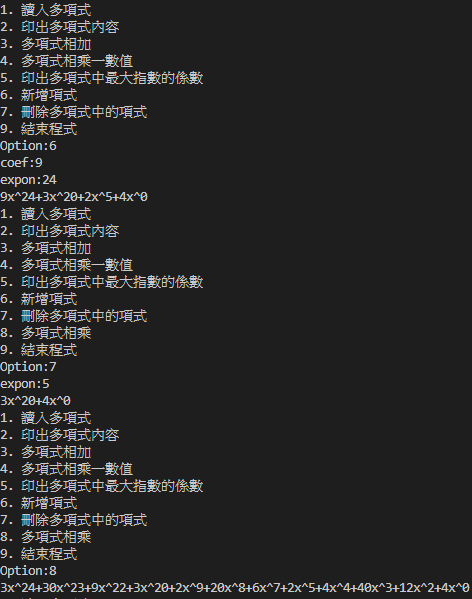 1. 讀入多項式
2. 印出多項式內容
3. 多項式相加
4. 多項式相乘一數值
5. 印出多項式中最大指數的係數
6. 新增項式
7. 刪除多項式中的項式
9. 結束程式
Option:6
coef:9
expon:24
9x^24+3x^20+2x^5+4x^0
1. 讀入多項式
2. 印出多項式內容
3. 多項式相加
4. 多項式相乘一數值
5. 印出多項式中最大指數的係數
6. 新增項式
7. 刪除多項式中的項式
8. 多項式相乘
9. 結束程式
Option:7
expon:5
3x^20+4x^0
1. 讀入多項式
2. 印出多項式內容
3. 多項式相加
4. 多項式相乘一數值
5. 印出多項式中最大指數的係數
6. 新增項式
7. 刪除多項式中的項式
8. 多項式相乘
9. 結束程式
Option:8
3x^24+30x^23+9x^22+3x^20+2x^9+20x^8+6x^7+2x^5+4x^4+40x^3+12x^2+4x^0